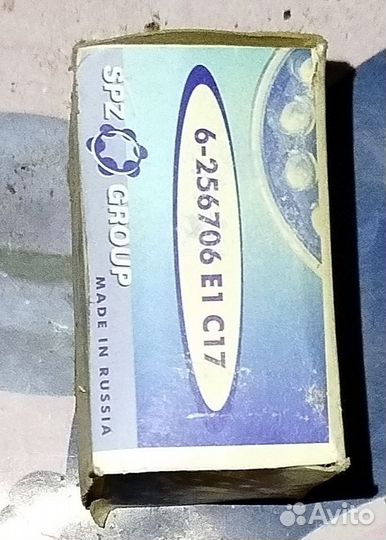 SPZ GROUP
MADE IN RUSSIA
6-256706 E1 C17
Avito